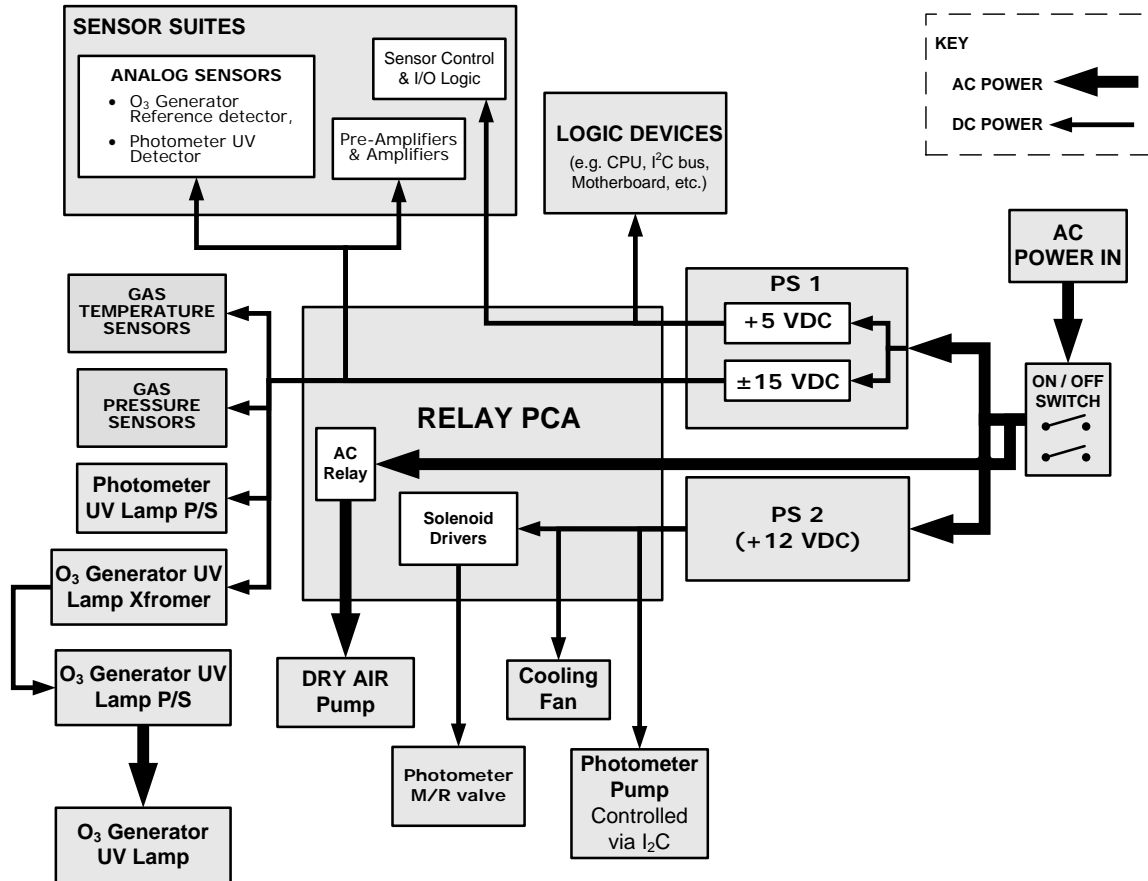 SENSOR SUITES
ANALOG SENSORS
• O₃ Generator
Reference detector,
• Photometer UV
Detector
Sensor Control
& I/O Logic
Pre-Amplifiers
& Amplifiers
LOGIC DEVICES
(e.g. CPU, I²C bus,
Motherboard, etc.)
KEY
AC POWER
DC POWER
AC
POWER IN
GAS
TEMPERATURE
SENSORS
PS 1
+5 VDC
±15 VDC
ON / OFF
SWITCH
GAS
PRESSURE
SENSORS
RELAY PCA
AC
Relay
Photometer
UV Lamp P/S
Solenoid
Drivers
PS 2
(+12 VDC)
O₃ Generator UV
Lamp Xfromer
O₃ Generator UV
Lamp P/S
DRY AIR
Pump
Cooling
Fan
Photometer
M/R valve
Photometer
Pump
Controlled
via I₂C
O₃ Generator
UV Lamp